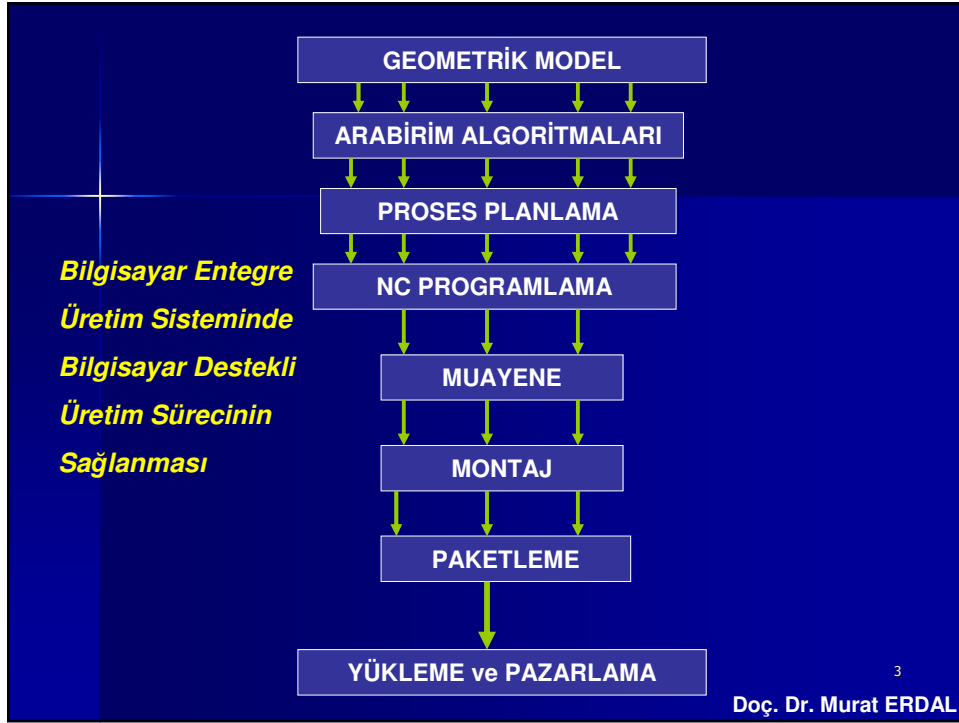 GEOMETRİK MODEL
ARABİRİM ALGORİTMALARI
PROSES PLANLAMA
NC PROGRAMLAMA
MUAYENE
MONTAJ
PAKETLEME
YÜKLEME ve PAZARLAMA
Bilgisayar Entegre
Üretim Sisteminde
Bilgisayar Destekli
Üretim Sürecinin
Sağlanması
3
Doç. Dr. Murat ERDAL